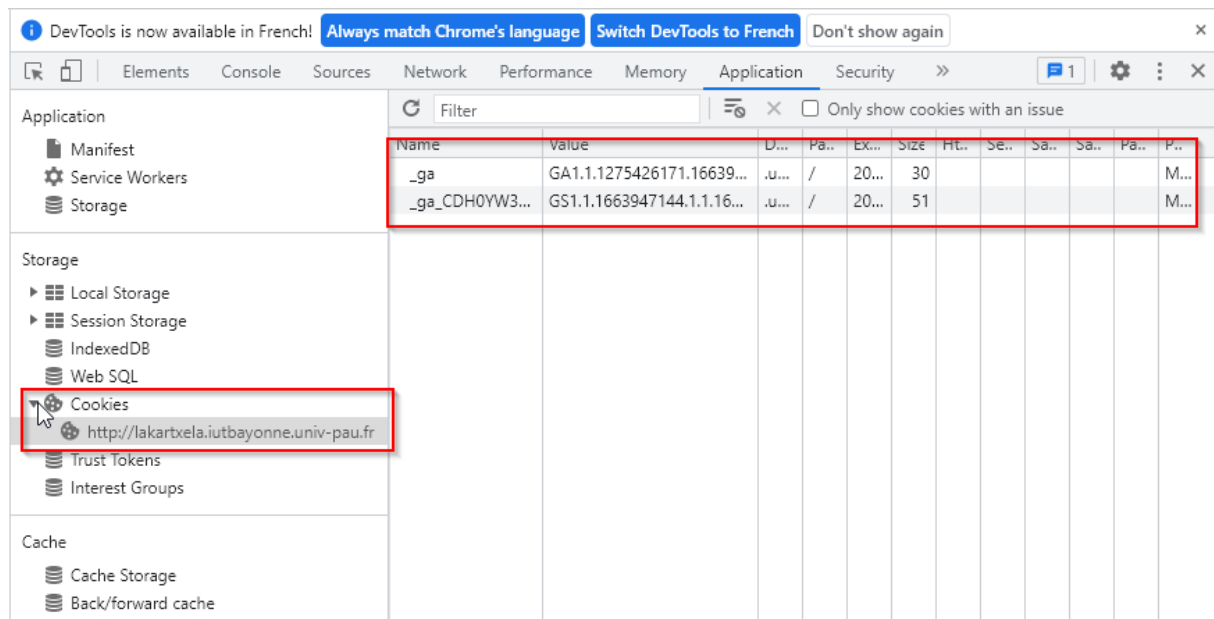 DevTools is now available in French! Always match Chrome's language Switch DevTools to French Don't show again ×
Elements Console Sources Network Performance Memory Application Security » 1
Application
Manifest
Service Workers
Storage
Storage
Local Storage
Session Storage
IndexedDB
Web SQL
Cookies
http://lakartxela.iutbayonne.univ-pau.fr
Trust Tokens
Interest Groups
Cache
Cache Storage
Back/forward cache
Filter Only show cookies with an issue
Name Value D... Pa.. Ex... Size Ht.. Se.. Sa.. Sa.. Pa.. P..
_ga GA1.1.1275426171.16639... .u... / 20... 30 M...
_ga_CDH0YW3... GS1.1.1663947144.1.1.16... .u... / 20... 51 M...